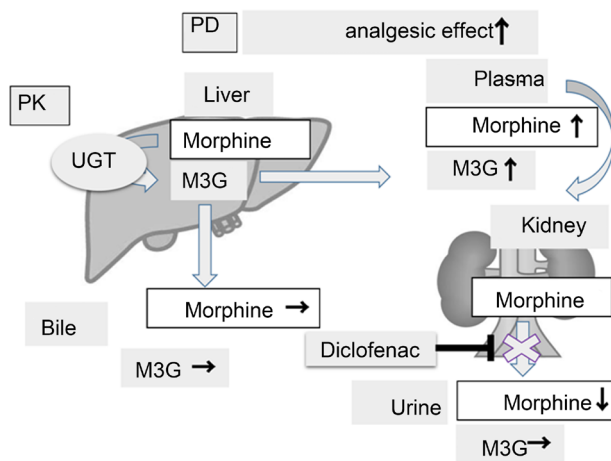 PD
analgesic effect↑
PK
Liver
Plasma
Morphine
Morphine ↑
UGT
M3G
M3G ↑
Kidney
Morphine
Morphine →
Bile
Diclofenac
M3G →
Urine
Morphine↓
M3G→